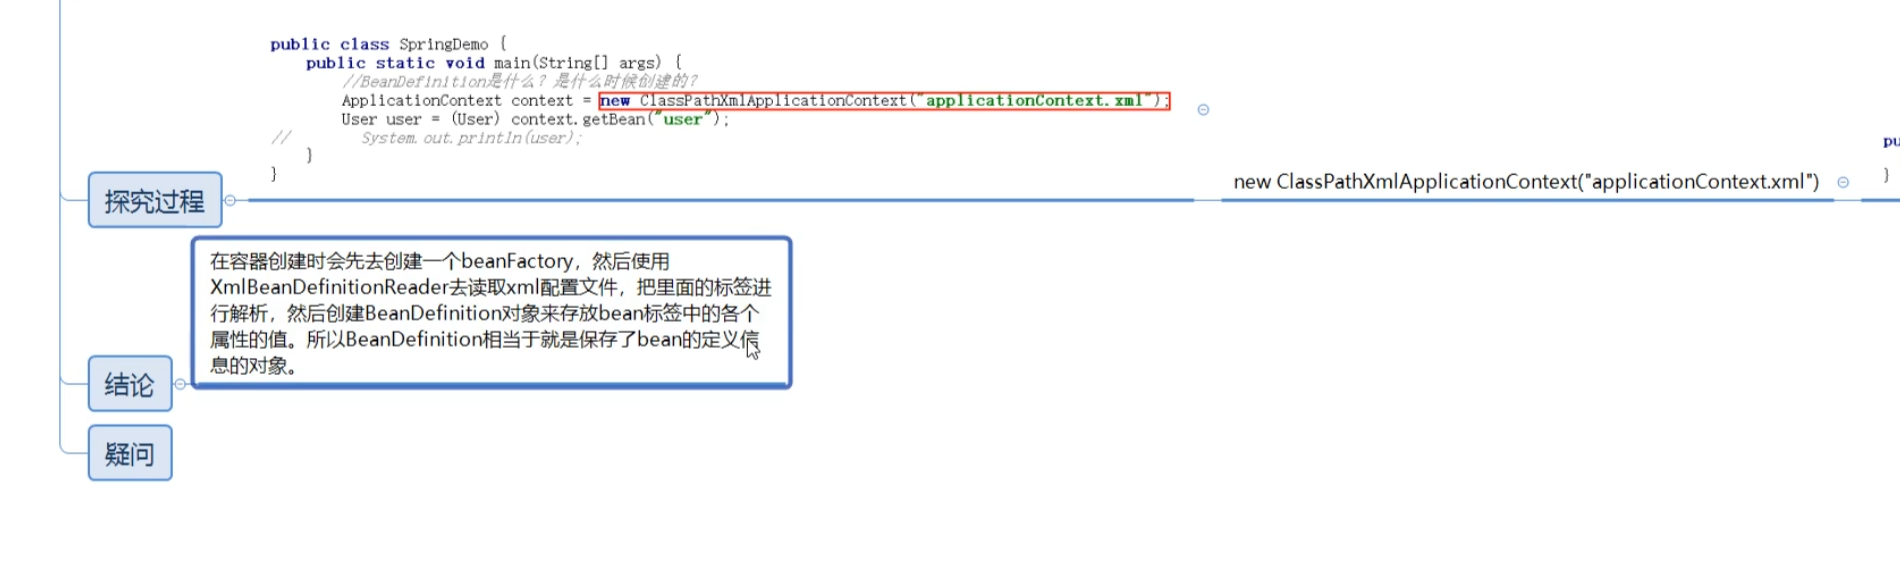 public class SpringDemo {
public static void main(String[] args) {
//BeanDefinition是什么？是什么时候创建的？
ApplicationContext context = new ClassPathXmlApplicationContext("applicationContext.xml");
User user = (User) context.getBean("user");
// System.out.println(user);
}
}
探究过程
new ClassPathXmlApplicationContext("applicationContext.xml")
pu
}
在容器创建时会先去创建一个beanFactory，然后使用
XmlBeanDefinitionReader去读取xml配置文件，把里面的标签进
行解析，然后创建BeanDefinition对象来存放bean标签中的各个
属性的值。所以BeanDefinition相当于就是保存了bean的定义信
息的对象。
结论
疑问